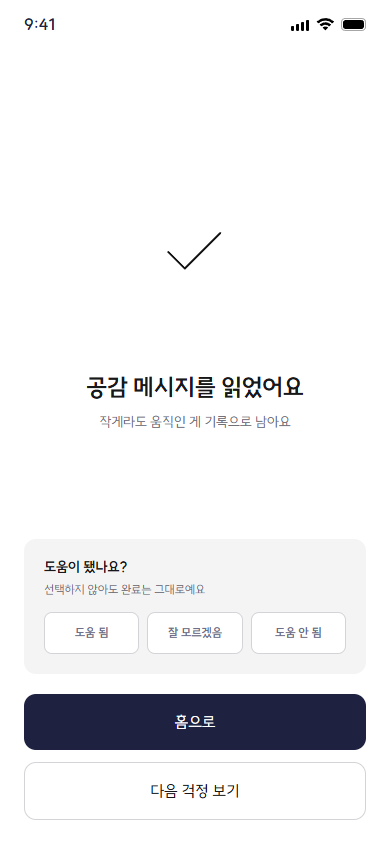 9:41
공감 메시지를 읽었어요
작게라도 움직인 게 기록으로 남아요
도움이 됐나요?
선택하지 않아도 완료는 그대로예요
도움 됨
잘 모르겠음
도움 안 됨
홈으로
다음 걱정 보기